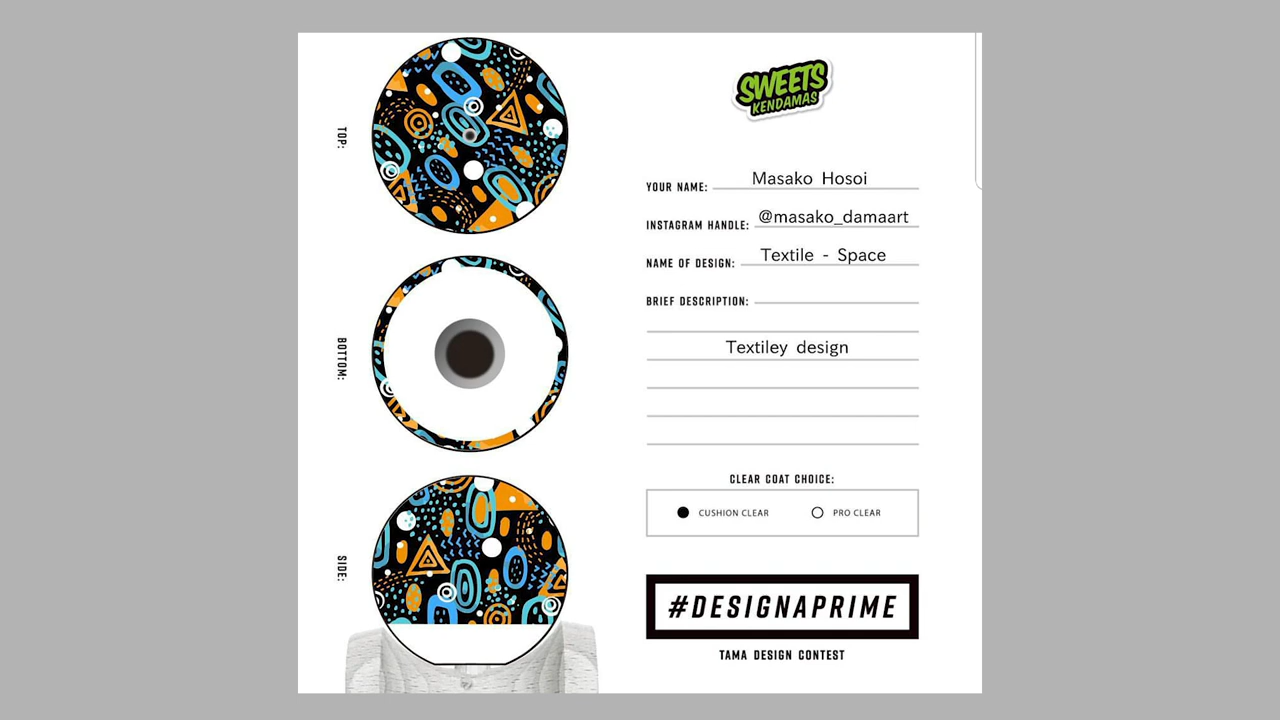 TOP:
BOTTOM:
SIDE:
SWEETS
KENDAMAS
YOUR NAME: Masako Hosoi
INSTAGRAM HANDLE: @masako_damaart
NAME OF DESIGN: Textile - Space
BRIEF DESCRIPTION:
Textiley design
CLEAR COAT CHOICE:
CUSHION CLEAR PRO CLEAR
#DESIGNAPRIME
TAMA DESIGN CONTEST